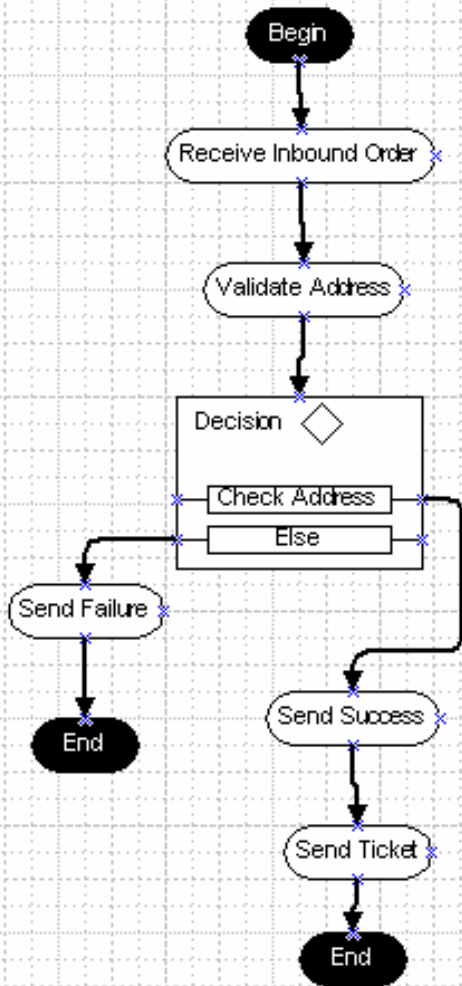 Begin
Receive Inbound Order
Validate Address
Decision
Check Address
Else
Send Failure
End
Send Success
Send Ticket
End